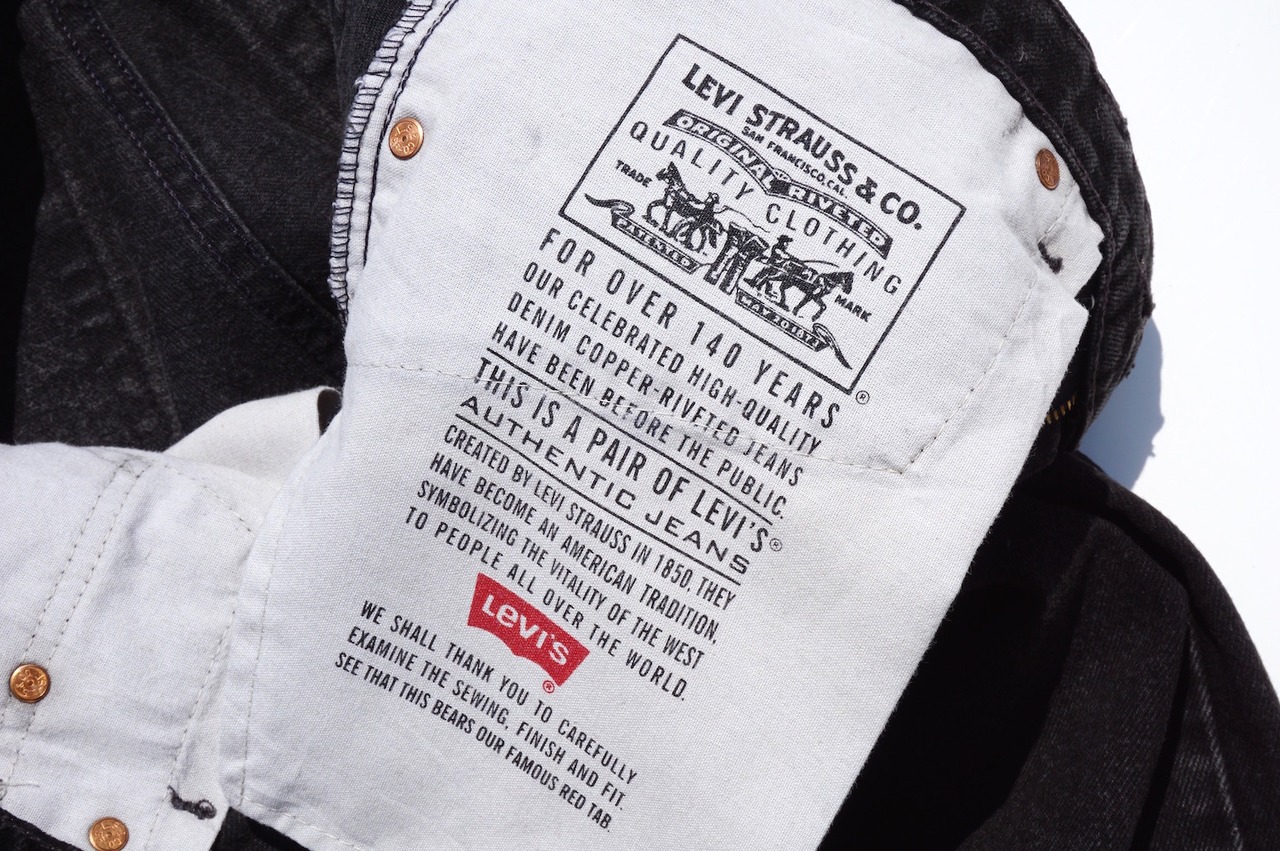 LEVI STRAUSS & CO.
SAN FRANCISCO, CAL.
ORIGINAL RIVETED
QUALITY CLOTHING
TRADE MARK
PATENTED MAY 20 1873
®
FOR OVER 140 YEARS
OUR CELEBRATED HIGH-QUALITY
DENIM COPPER-RIVETED JEANS
HAVE BEEN BEFORE THE PUBLIC.
THIS IS A PAIR OF LEVI'S®
AUTHENTIC JEANS
CREATED BY LEVI STRAUSS IN 1850, THEY
HAVE BECOME AN AMERICAN TRADITION,
SYMBOLIZING THE VITALITY OF THE WEST
TO PEOPLE ALL OVER THE WORLD.
Levi's
®
WE SHALL THANK YOU TO CAREFULLY
EXAMINE THE SEWING, FINISH AND FIT.
SEE THAT THIS BEARS OUR FAMOUS RED TAB.